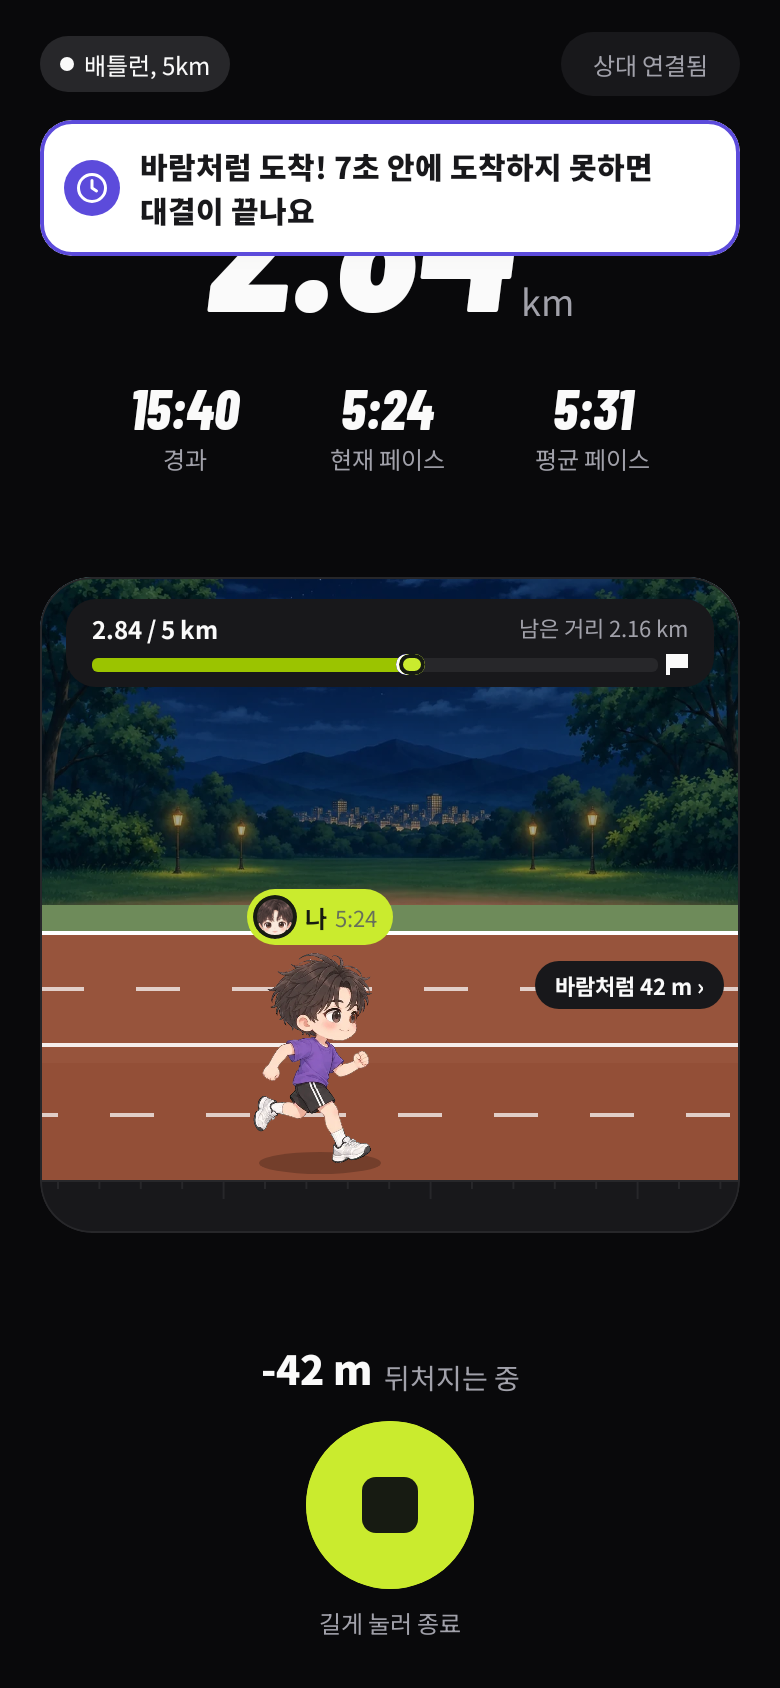 배틀런, 5km
상대 연결됨
바람처럼 도착! 7초 안에 도착하지 못하면
대결이 끝나요
2.84 km
15:40 5:24 5:31
경과 현재 페이스 평균 페이스
2.84 / 5 km
남은 거리 2.16 km
나 5:24
바람처럼 42 m ›
-42 m 뒤처지는 중
길게 눌러 종료